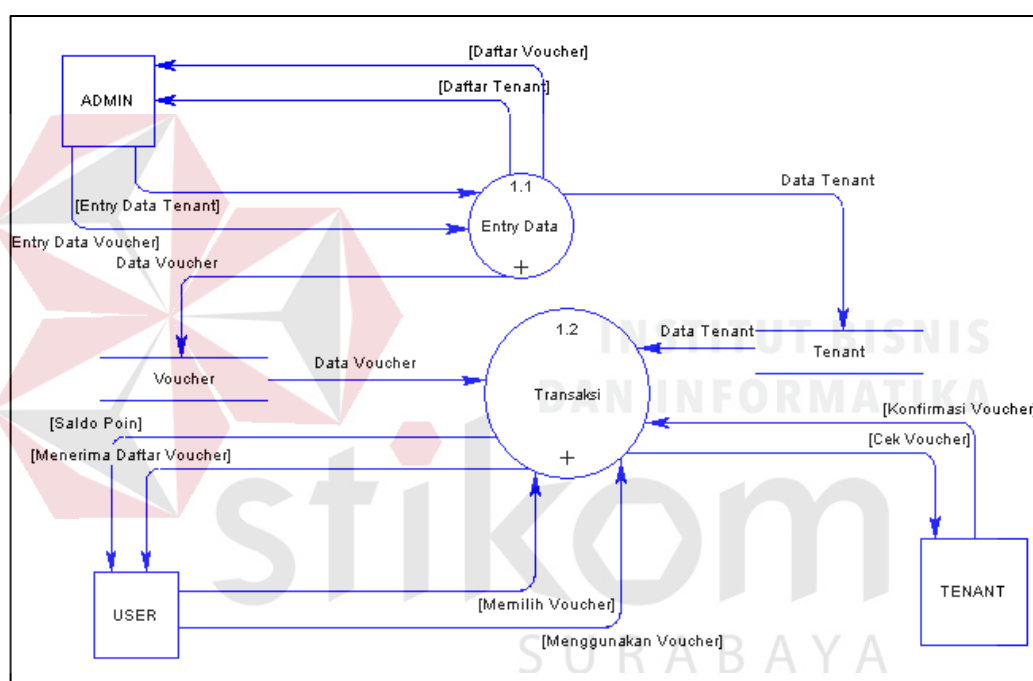 [Daftar Voucher]
[Daftar Tenant]
ADMIN
1.1
Entry Data
+
Data Tenant
[Entry Data Tenant]
Entry Data Voucher]
Data Voucher
1.2
Transaksi
+
Data Tenant
Tenant
Voucher
Data Voucher
[Konfirmasi Voucher]
[Cek Voucher]
[Saldo Poin]
[Menerima Daftar Voucher]
USER
[Memilih Voucher]
[Menggunakan Voucher]
TENANT
INSTITUT BISNIS
DAN INFORMATIKA
stikom
SURABAYA